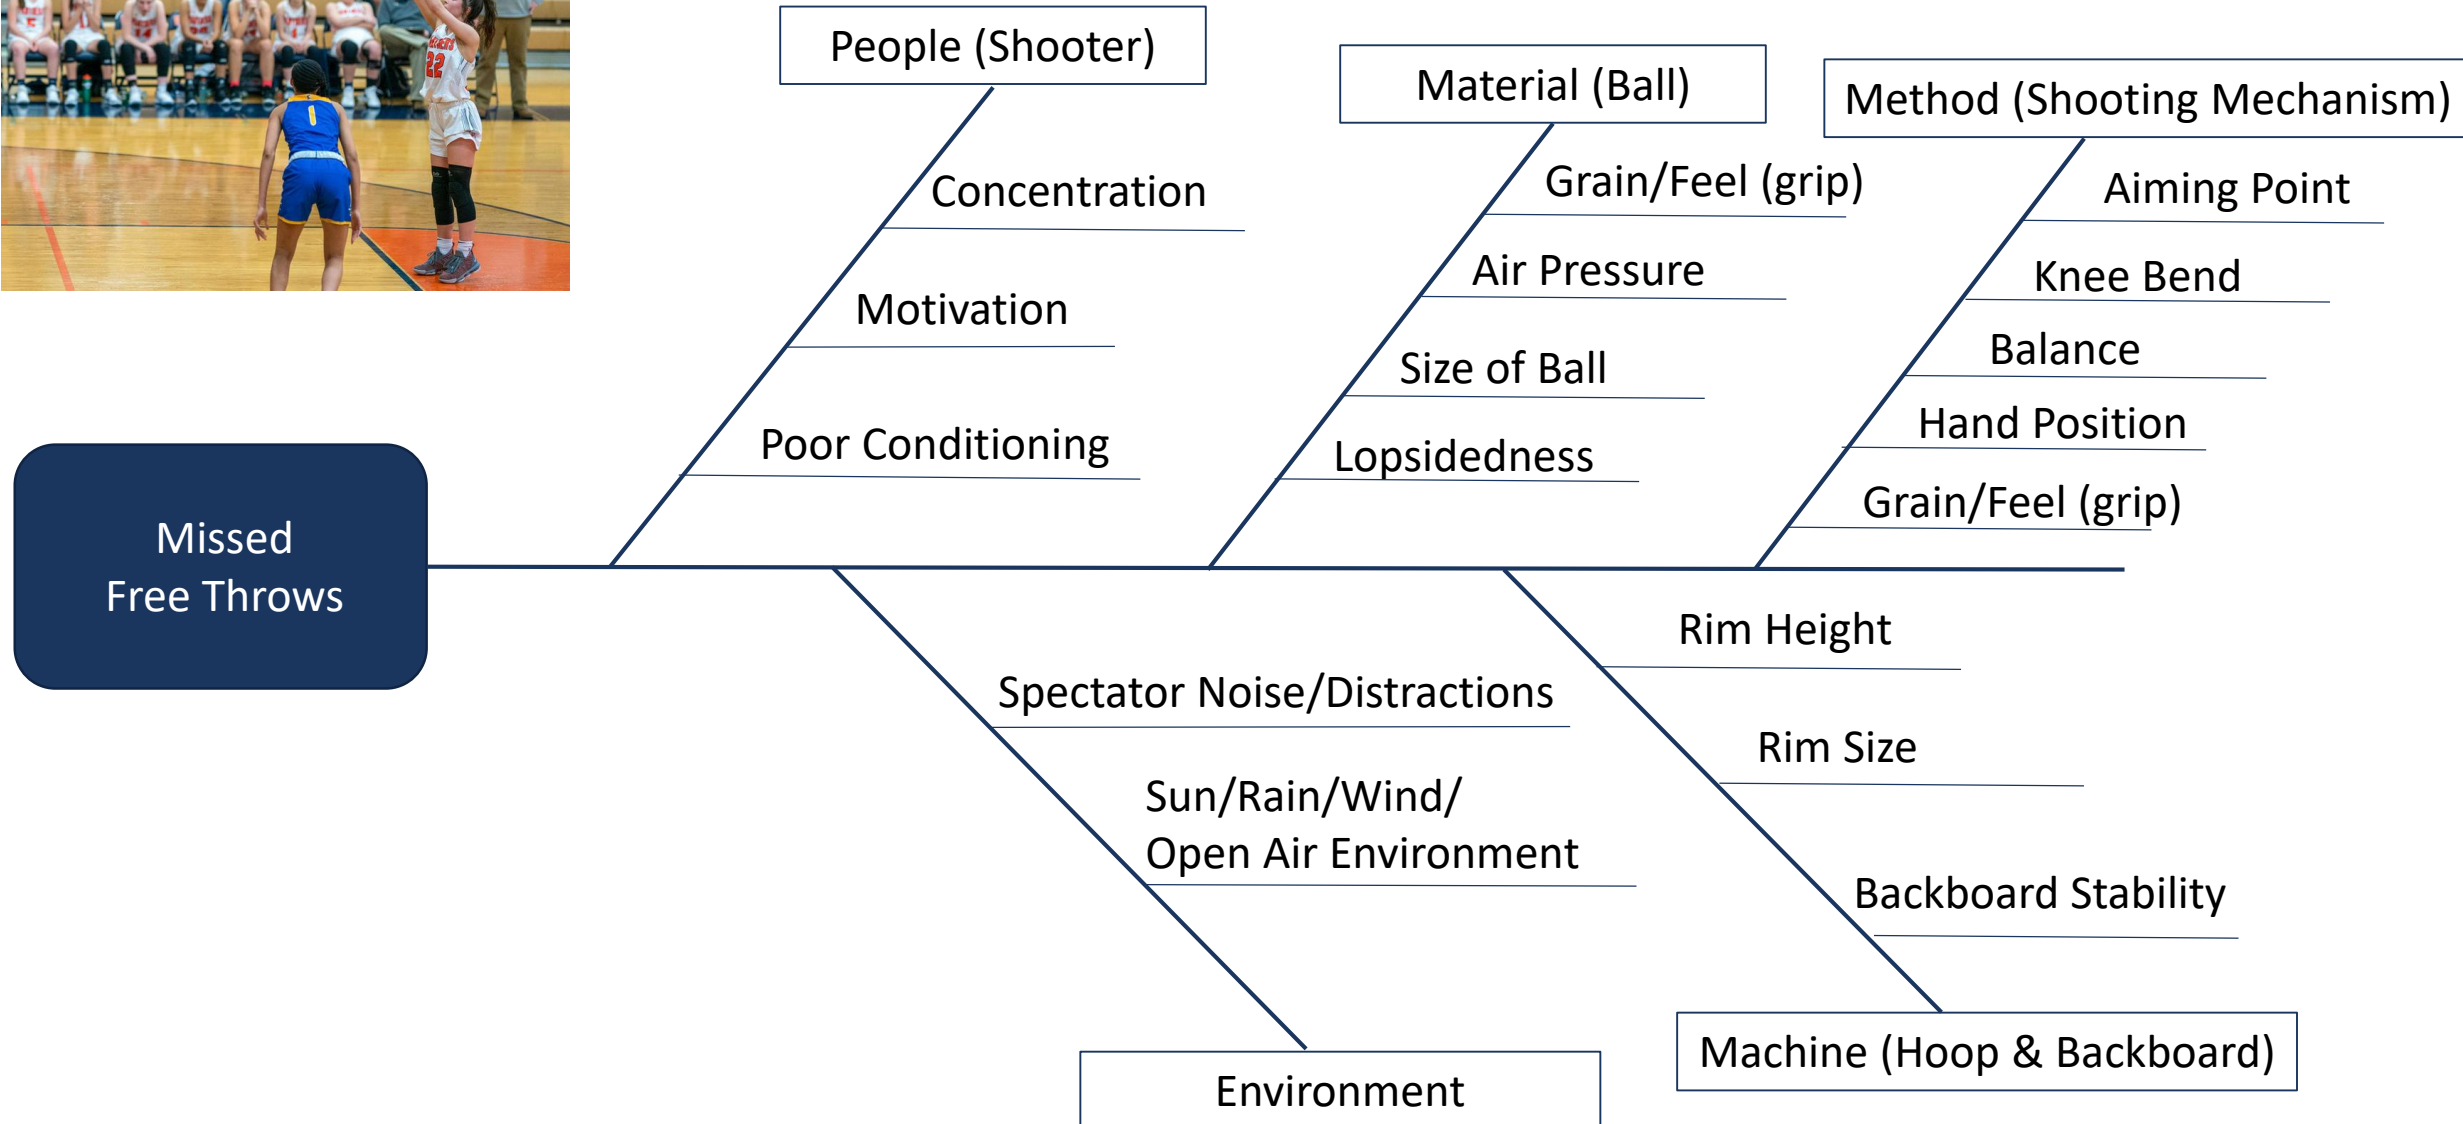 People (Shooter)
Material (Ball)
Method (Shooting Mechanism)
22
1
Concentration
Motivation
Poor Conditioning
Grain/Feel (grip)
Air Pressure
Size of Ball
Lopsidedness
Aiming Point
Knee Bend
Balance
Hand Position
Grain/Feel (grip)
Missed
Free Throws
Spectator Noise/Distractions
Sun/Rain/Wind/
Open Air Environment
Rim Height
Rim Size
Backboard Stability
Environment
Machine (Hoop & Backboard)